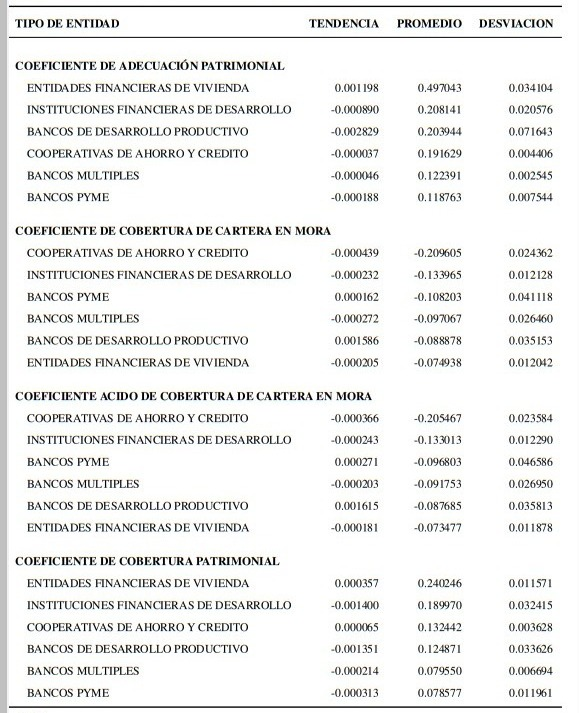 TIPO DE ENTIDAD TENDENCIA PROMEDIO DESVIACION
COEFICIENTE DE ADECUACIÓN PATRIMONIAL
ENTIDADES FINANCIERAS DE VIVIENDA 0.001198 0.497043 0.034104
INSTITUCIONES FINANCIERAS DE DESARROLLO -0.000890 0.208141 0.020576
BANCOS DE DESARROLLO PRODUCTIVO -0.002829 0.203944 0.071643
COOPERATIVAS DE AHORRO Y CREDITO -0.000037 0.191629 0.004406
BANCOS MULTIPLES -0.000046 0.122391 0.002545
BANCOS PYME -0.000188 0.118763 0.007544
COEFICIENTE DE COBERTURA DE CARTERA EN MORA
COOPERATIVAS DE AHORRO Y CREDITO -0.000439 -0.209605 0.024362
INSTITUCIONES FINANCIERAS DE DESARROLLO -0.000232 -0.133965 0.012128
BANCOS PYME 0.000162 -0.108203 0.041118
BANCOS MULTIPLES -0.000272 -0.097067 0.026460
BANCOS DE DESARROLLO PRODUCTIVO 0.001586 -0.088878 0.035153
ENTIDADES FINANCIERAS DE VIVIENDA -0.000205 -0.074938 0.012042
COEFICIENTE ACIDO DE COBERTURA DE CARTERA EN MORA
COOPERATIVAS DE AHORRO Y CREDITO -0.000366 -0.205467 0.023584
INSTITUCIONES FINANCIERAS DE DESARROLLO -0.000243 -0.133013 0.012290
BANCOS PYME 0.000271 -0.096803 0.046586
BANCOS MULTIPLES -0.000203 -0.091753 0.026950
BANCOS DE DESARROLLO PRODUCTIVO 0.001615 -0.087685 0.035813
ENTIDADES FINANCIERAS DE VIVIENDA -0.000181 -0.073477 0.011878
COEFICIENTE DE COBERTURA PATRIMONIAL
ENTIDADES FINANCIERAS DE VIVIENDA 0.000357 0.240246 0.011571
INSTITUCIONES FINANCIERAS DE DESARROLLO -0.001400 0.189970 0.032415
COOPERATIVAS DE AHORRO Y CREDITO 0.000065 0.132442 0.003628
BANCOS DE DESARROLLO PRODUCTIVO -0.001351 0.124871 0.033626
BANCOS MULTIPLES -0.000214 0.079550 0.006694
BANCOS PYME -0.000313 0.078577 0.011961